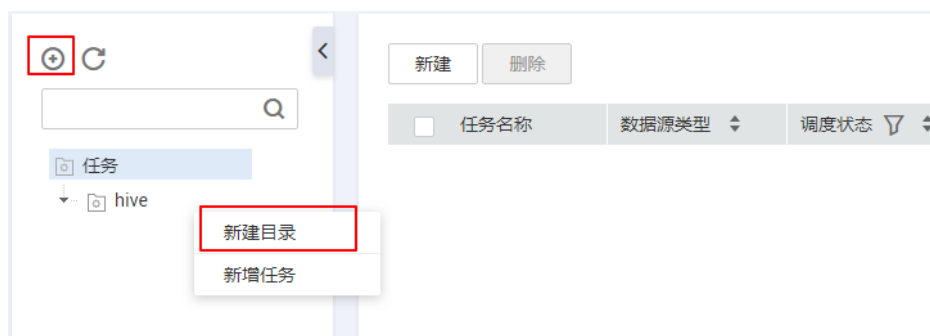 新建 删除
任务名称 数据源类型 调度状态
任务
hive
新建目录
新增任务